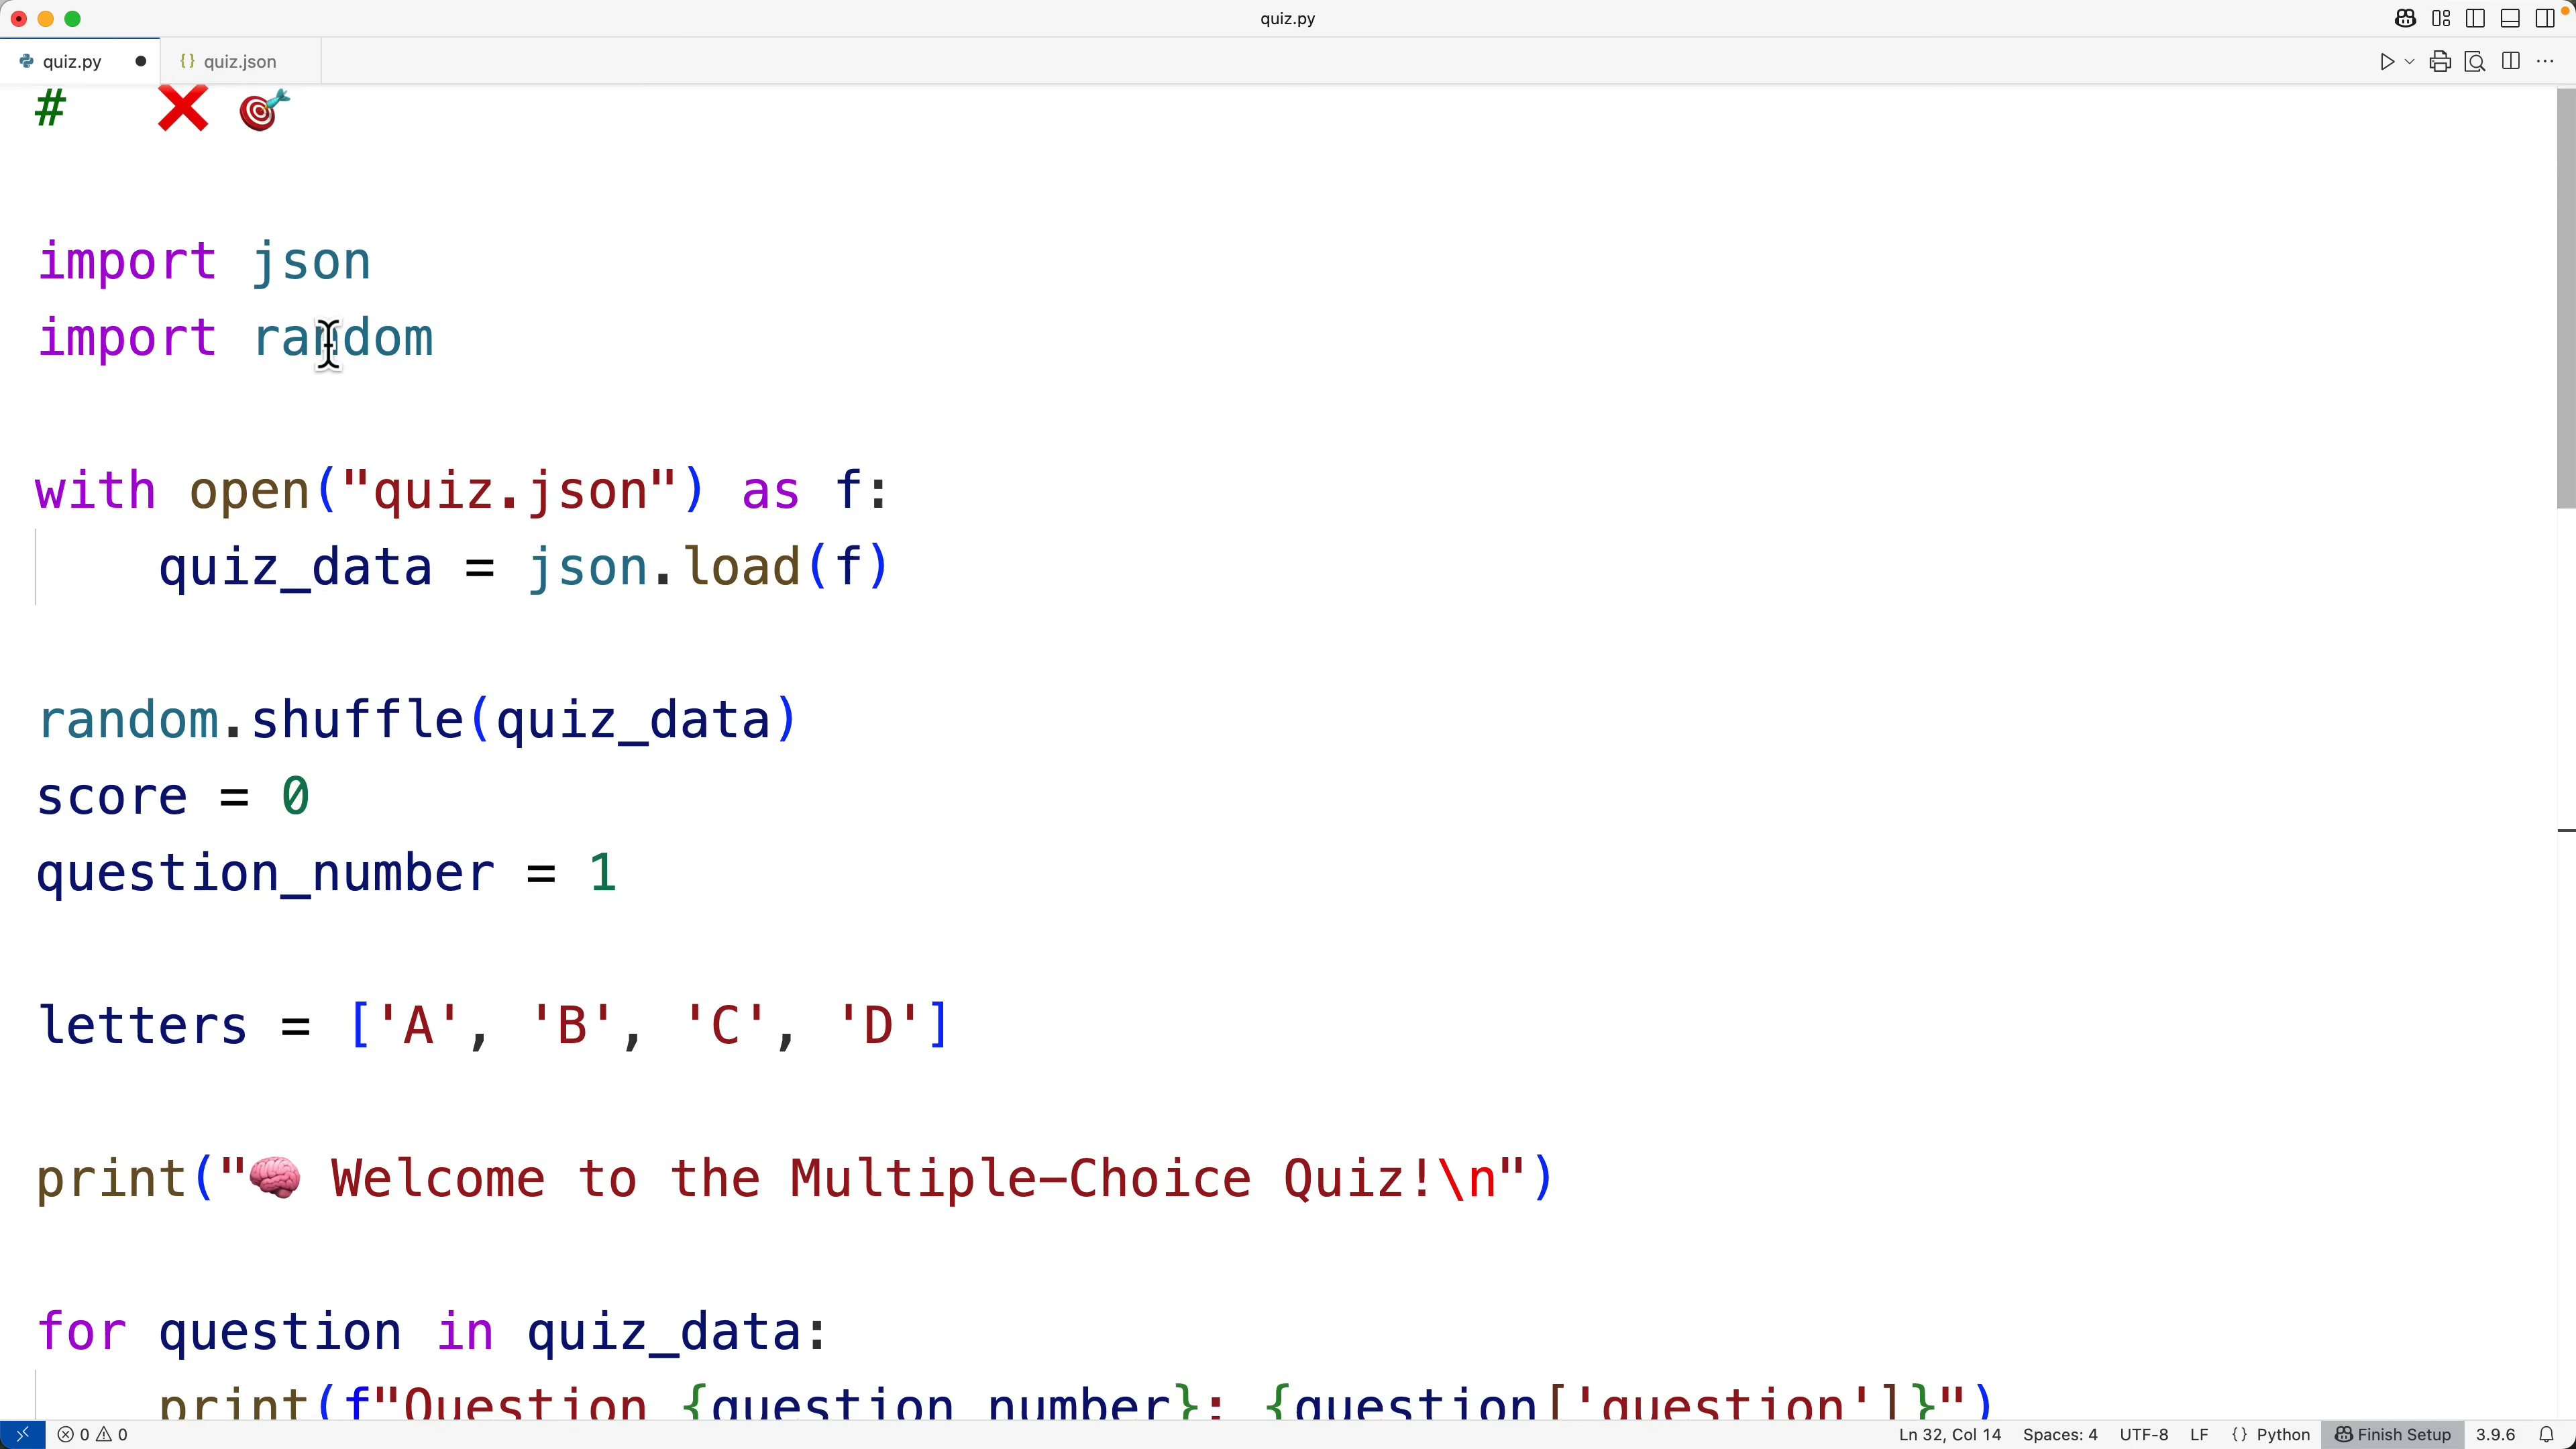 quiz.py
quiz.py
quiz.json
# ❌ 🎯
import json
import random
with open("quiz.json") as f:
    quiz_data = json.load(f)
random.shuffle(quiz_data)
score = 0
question_number = 1
letters = ['A', 'B', 'C', 'D']
print("🧠 Welcome to the Multiple-Choice Quiz!\n")
for question in quiz_data:
    print(f"Question {question_number}: {question['question']}")
0 0
Ln 32, Col 14 Spaces: 4 UTF-8 LF {} Python Finish Setup 3.9.6